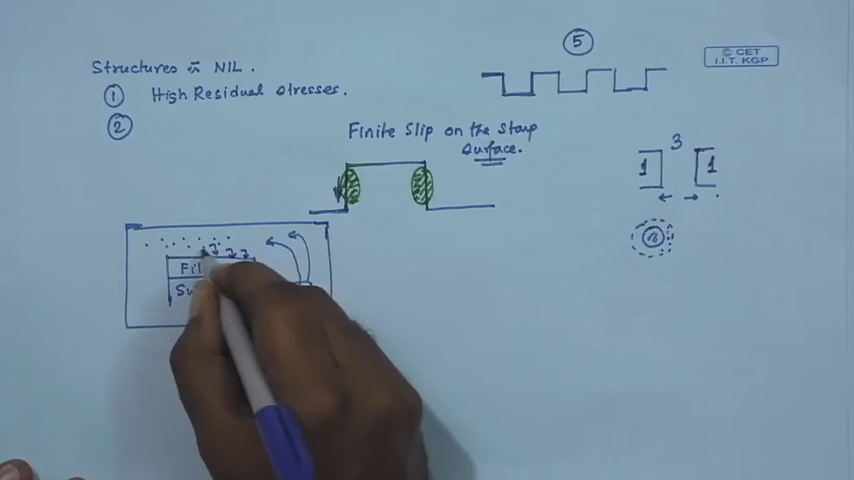 Structures in NIL.
1 High Residual Stresses.
2
5
© CET
I.I.T. KGP
Finite Slip on the Stamp
Surface.
3
1 1
Fil
Su